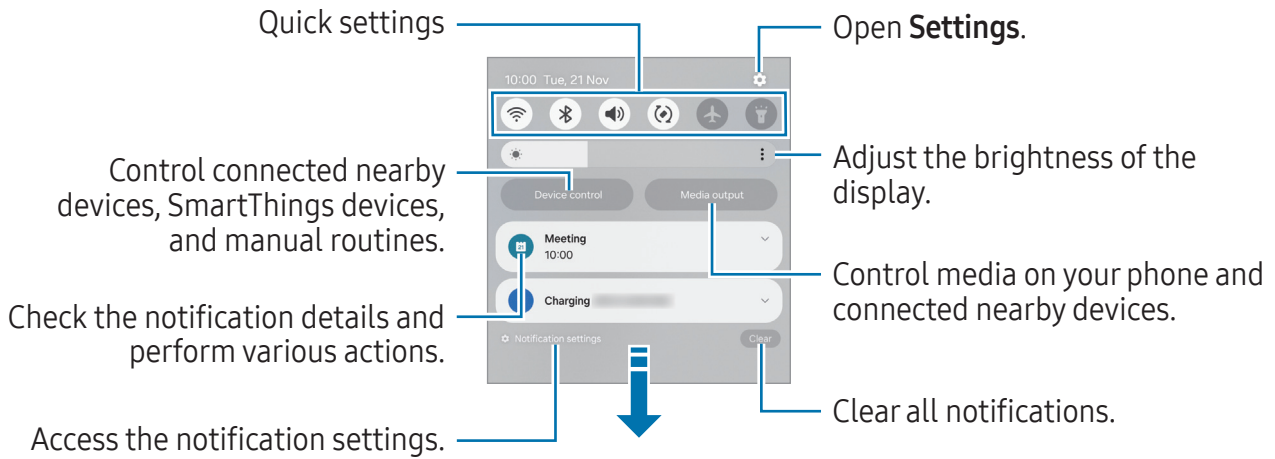 Quick settings
Open Settings.
10:00 Tue, 21 Nov
Control connected nearby
devices, SmartThings devices,
and manual routines.
Adjust the brightness of the
display.
Device control
Media output
Meeting
10:00
21
Charging
Control media on your phone and
connected nearby devices.
Check the notification details and
perform various actions.
Notification settings
Clear
Clear all notifications.
Access the notification settings.